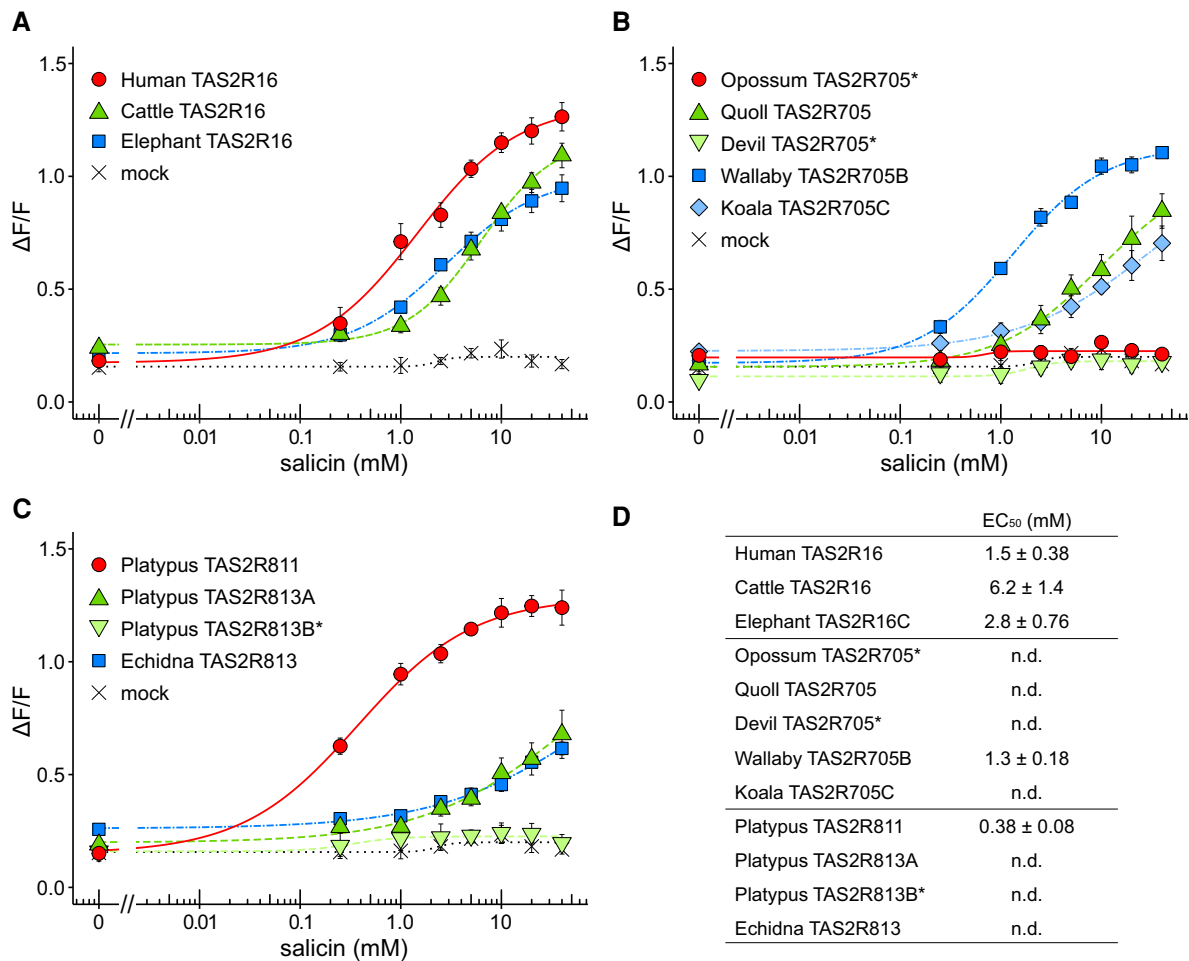 A
1.5
1.0
0.5
0.0
ΔF/F
Human TAS2R16
Cattle TAS2R16
Elephant TAS2R16
mock
0 // 0.01 0.1 1.0 10
salicin (mM)
B
1.5
1.0
0.5
0.0
ΔF/F
Opossum TAS2R705*
Quoll TAS2R705
Devil TAS2R705*
Wallaby TAS2R705B
Koala TAS2R705C
mock
0 // 0.01 0.1 1.0 10
salicin (mM)
C
1.5
1.0
0.5
0.0
ΔF/F
Platypus TAS2R811
Platypus TAS2R813A
Platypus TAS2R813B*
Echidna TAS2R813
mock
0 // 0.01 0.1 1.0 10
salicin (mM)
D
EC₅₀ (mM)
Human TAS2R16 1.5 ± 0.38
Cattle TAS2R16 6.2 ± 1.4
Elephant TAS2R16C 2.8 ± 0.76
Opossum TAS2R705* n.d.
Quoll TAS2R705 n.d.
Devil TAS2R705* n.d.
Wallaby TAS2R705B 1.3 ± 0.18
Koala TAS2R705C n.d.
Platypus TAS2R811 0.38 ± 0.08
Platypus TAS2R813A n.d.
Platypus TAS2R813B* n.d.
Echidna TAS2R813 n.d.